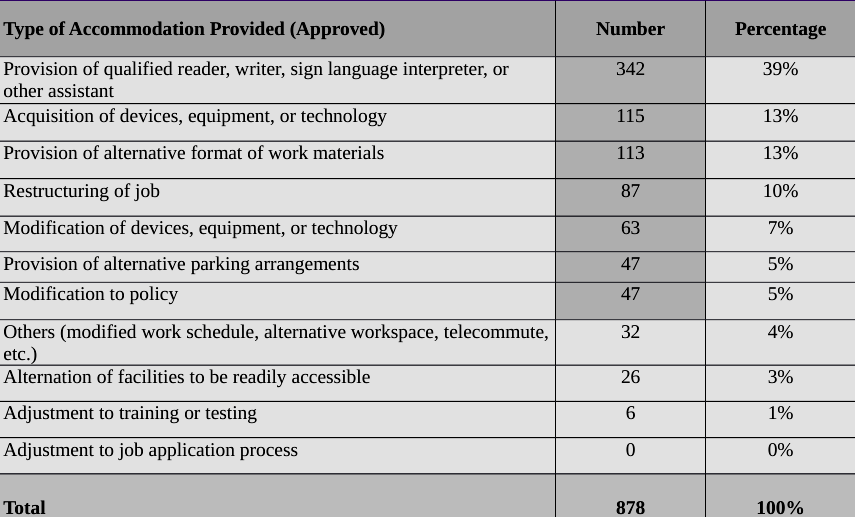 Type of Accommodation Provided (Approved) Number Percentage
Provision of qualified reader, writer, sign language interpreter, or 342 39%
other assistant
Acquisition of devices, equipment, or technology 115 13%
Provision of alternative format of work materials 113 13%
Restructuring of job 87 10%
Modification of devices, equipment, or technology 63 7%
Provision of alternative parking arrangements 47 5%
Modification to policy 47 5%
Others (modified work schedule, alternative workspace, telecommute, 32 4%
etc.)
Alternation of facilities to be readily accessible 26 3%
Adjustment to training or testing 6 1%
Adjustment to job application process 0 0%
Total 878 100%